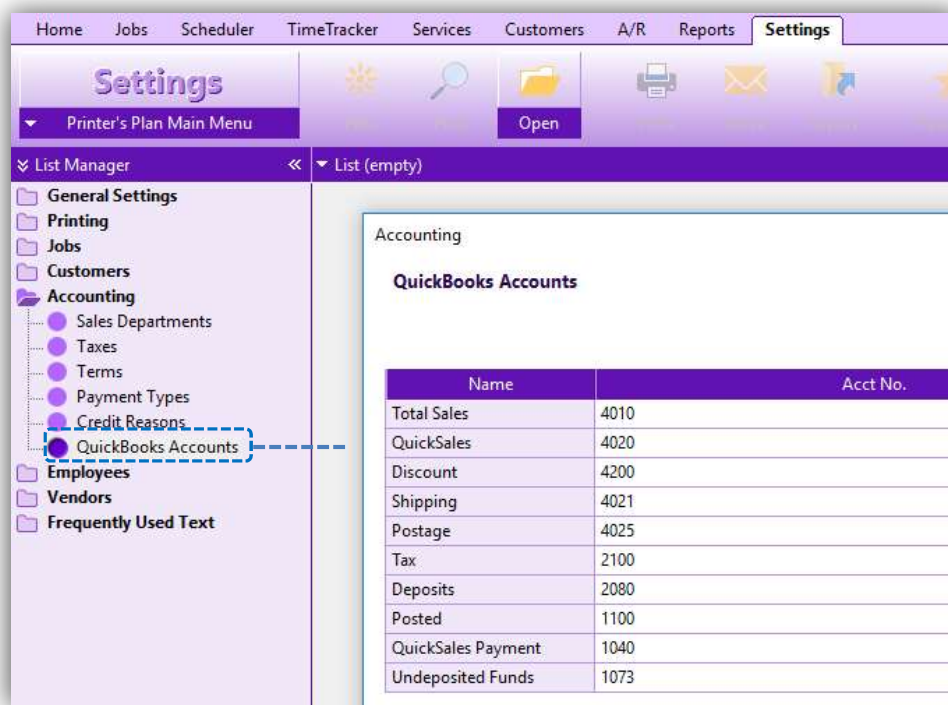 Home Jobs Scheduler TimeTracker Services Customers A/R Reports Settings
Settings
Printer's Plan Main Menu
Open
List Manager
List (empty)
General Settings
Printing
Jobs
Customers
Accounting
Sales Departments
Taxes
Terms
Payment Types
Credit Reasons
QuickBooks Accounts
Employees
Vendors
Frequently Used Text
Accounting
QuickBooks Accounts
Name Acct No.
Total Sales 4010
QuickSales 4020
Discount 4200
Shipping 4021
Postage 4025
Tax 2100
Deposits 2080
Posted 1100
QuickSales Payment 1040
Undeposited Funds 1073